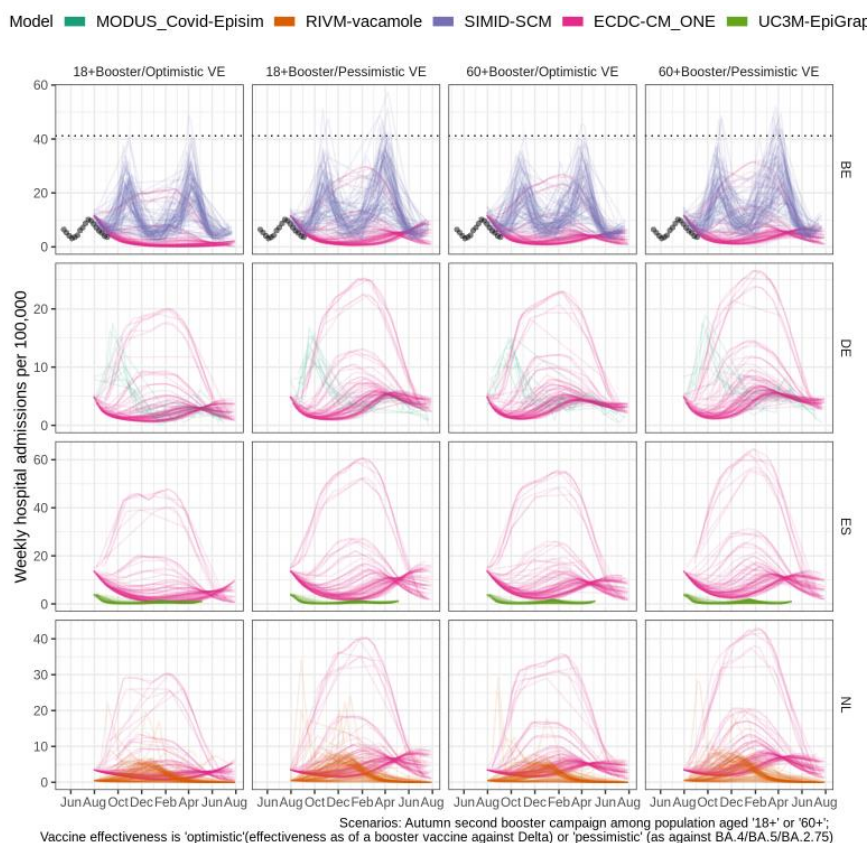 Model MODUS_Covid-Episim RIVM-vacamole SIMID-SCM ECDC-CM_ONE UC3M-EpiGrap
18+Booster/Optimistic VE 18+Booster/Pessimistic VE 60+Booster/Optimistic VE 60+Booster/Pessimistic VE
60
40
20
0
BE
20
10
0
DE
Weekly hospital admissions per 100,000
60
40
20
0
ES
40
30
20
10
0
NL
Jun Aug Oct Dec Feb Apr Jun Aug Jun Aug Oct Dec Feb Apr Jun Aug Jun Aug Oct Dec Feb Apr Jun Aug Jun Aug Oct Dec Feb Apr Jun Aug
Scenarios: Autumn second booster campaign among population aged '18+' or '60+';
Vaccine effectiveness is 'optimistic'(effectiveness as of a booster vaccine against Delta) or 'pessimistic' (as against BA.4/BA.5/BA.2.75)